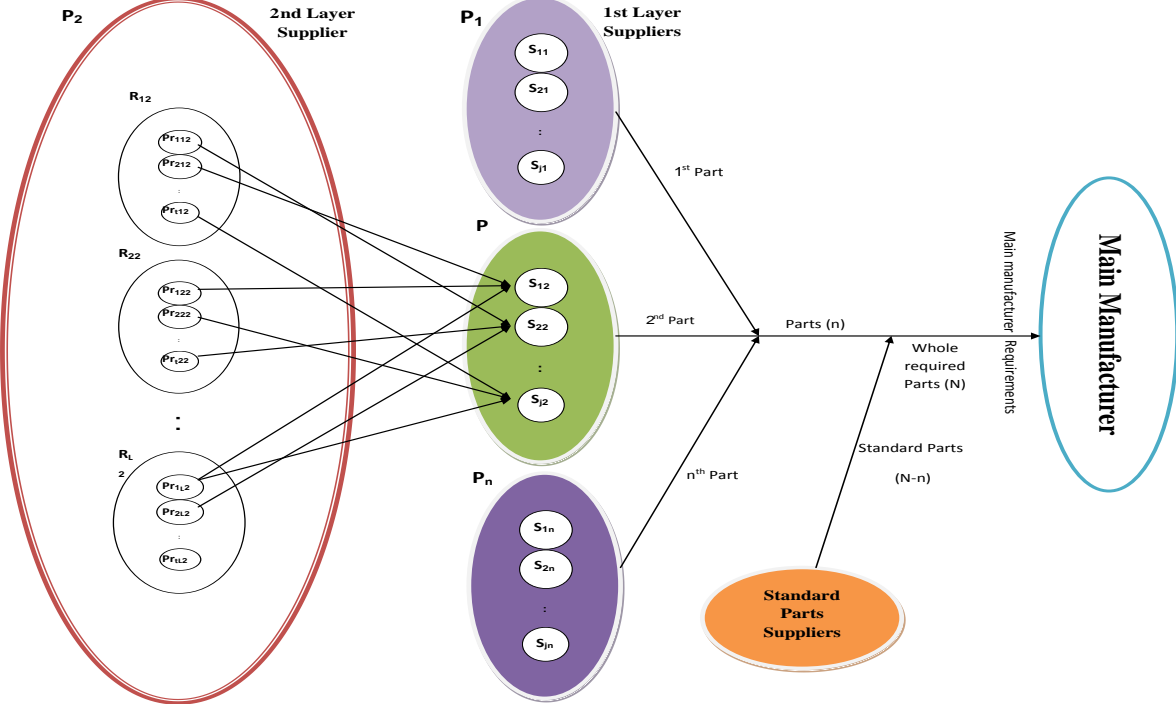 P₂
2nd Layer
Supplier
R₁₂
Pr₁₁₂
Pr₂₁₂
:
Prₜ₁₂
R₂₂
Pr₁₂₂
Pr₂₂₂
:
Prₜ₂₂
:
R_L
2
Pr₁L₂
Pr₂L₂
:
PrₜL₂
P₁
1st Layer
Suppliers
S₁₁
S₂₁
:
Sⱼ₁
P
S₁₂
S₂₂
:
Sⱼ₂
Pₙ
S₁ₙ
S₂ₙ
:
Sⱼₙ
1ˢᵗ Part
2ⁿᵈ Part
nᵗʰ Part
Parts (n)
Whole
required
Parts (N)
Standard Parts
(N-n)
Standard
Parts
Suppliers
Main manufacturer Requirements
Main Manufacturer